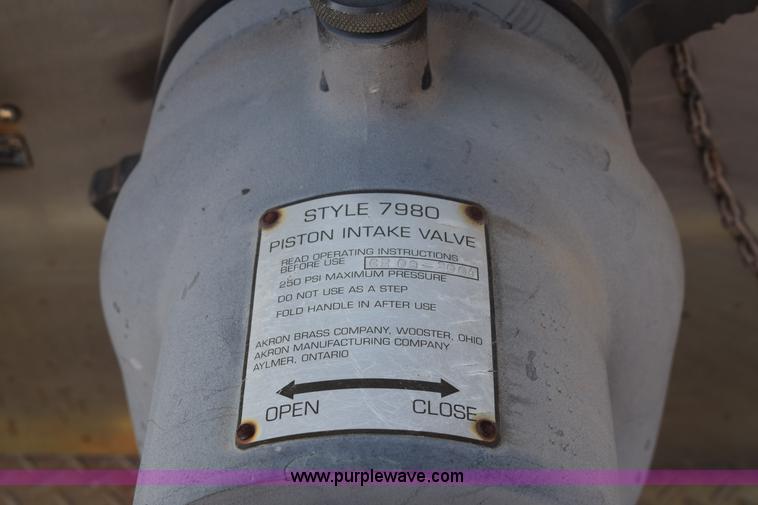 STYLE 7980
PISTON INTAKE VALVE
READ OPERATING INSTRUCTIONS
BEFORE USE
250 PSI MAXIMUM PRESSURE
DO NOT USE AS A STEP
FOLD HANDLE IN AFTER USE
AKRON BRASS COMPANY, WOOSTER, OHIO
AKRON MANUFACTURING COMPANY
AYLMER, ONTARIO
OPEN CLOSE
www.purplewave.com